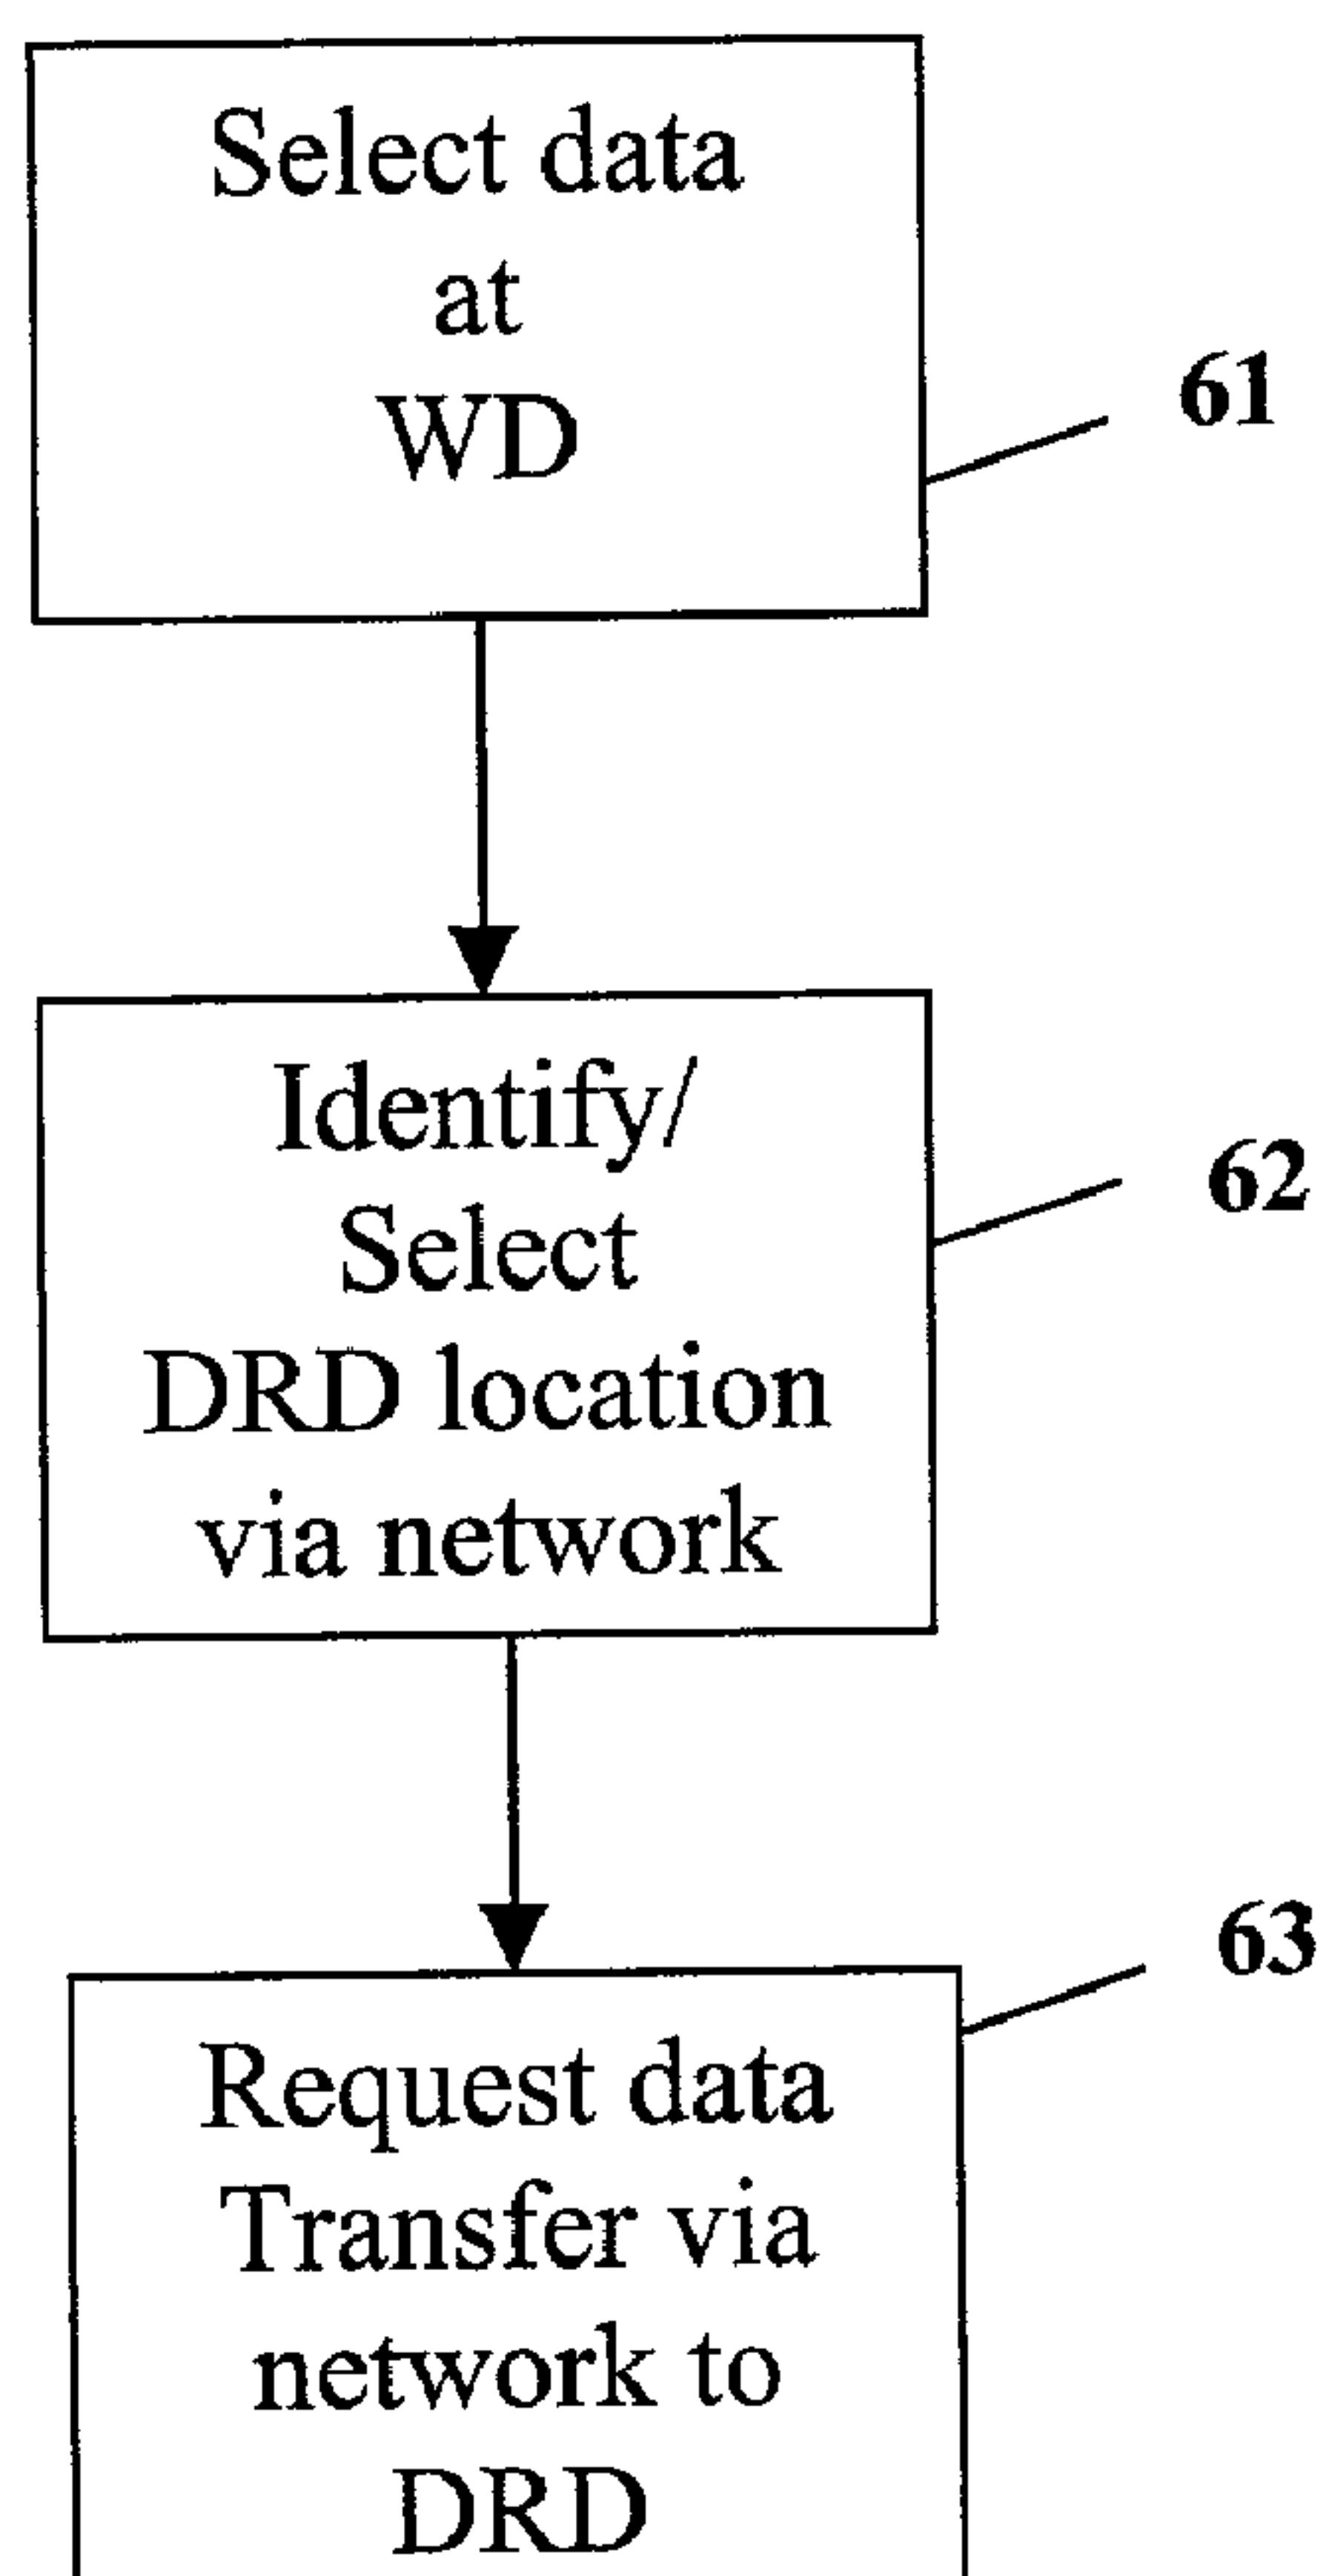 Select data
at
WD
61
Identify/
Select
DRD location
via network
62
63
Request data
Transfer via
network to
DRD